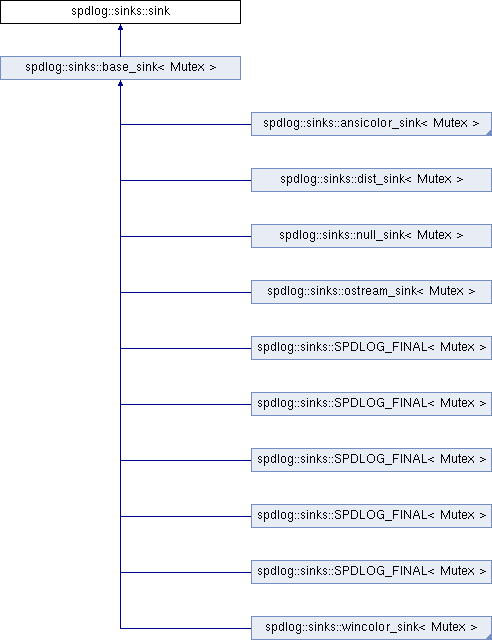 spdlog::sinks::sink
spdlog::sinks::base_sink< Mutex >
spdlog::sinks::ansicolor_sink< Mutex >
spdlog::sinks::dist_sink< Mutex >
spdlog::sinks::null_sink< Mutex >
spdlog::sinks::ostream_sink< Mutex >
spdlog::sinks::SPDLOG_FINAL< Mutex >
spdlog::sinks::SPDLOG_FINAL< Mutex >
spdlog::sinks::SPDLOG_FINAL< Mutex >
spdlog::sinks::SPDLOG_FINAL< Mutex >
spdlog::sinks::SPDLOG_FINAL< Mutex >
spdlog::sinks::wincolor_sink< Mutex >